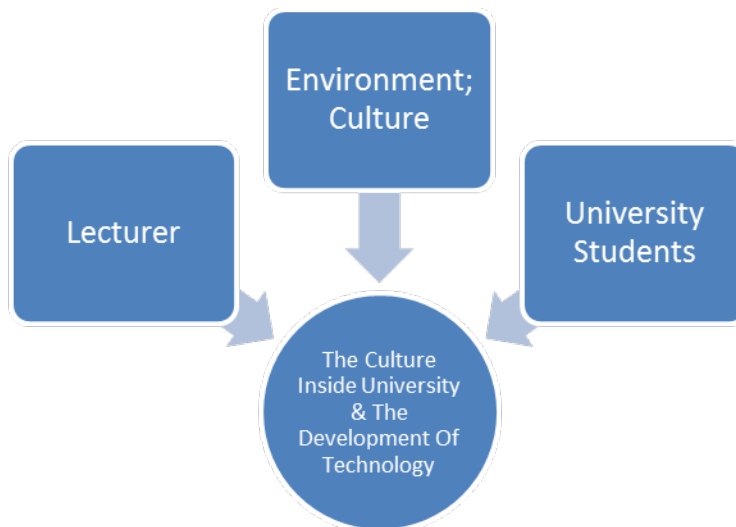 Environment;
Culture
Lecturer
University
Students
The Culture
Inside University
& The
Development Of
Technology